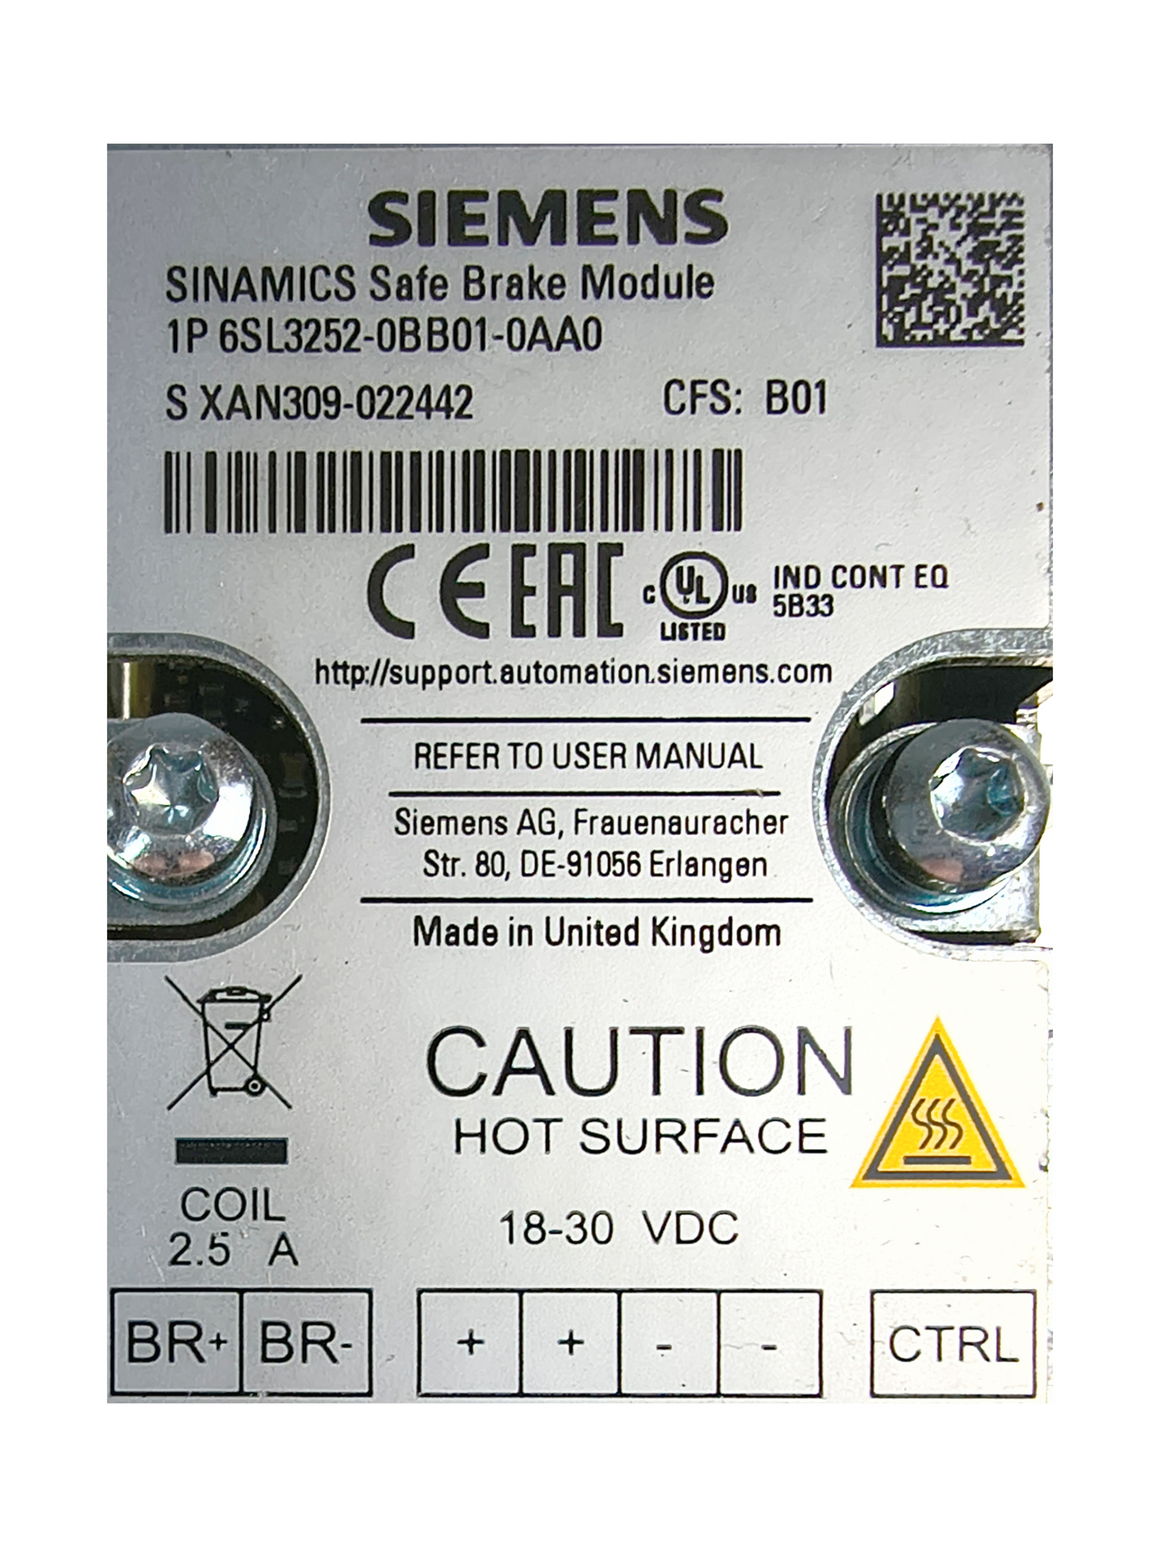 SIEMENS
SINAMICS Safe Brake Module
1P 6SL3252-0BB01-0AA0
S XAN309-022442 CFS: B01
CE EAC C UL US LISTED IND CONT EQ 5B33
http://support.automation.siemens.com
REFER TO USER MANUAL
Siemens AG, Frauenauracher
Str. 80, DE-91056 Erlangen
Made in United Kingdom
CAUTION
HOT SURFACE
COIL
2.5 A
18-30 VDC
BR+ BR- + + - - CTRL